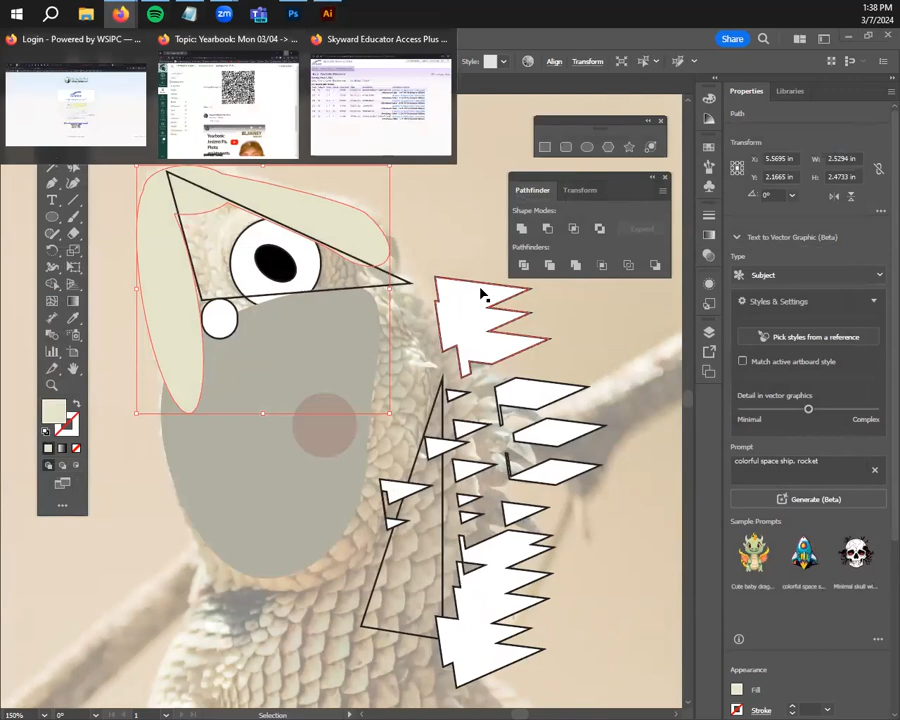 1:38 PM
3/7/2024
Login - Powered by WSIPC — ...
Topic: Yearbook: Mon 03/04 -> ...
Skyward Educator Access Plus ...
Style:
Align
Transform
Share
Properties
Libraries
Path
Transform
X:
5.5695 in
W:
2.5294 in
Y:
2.1665 in
H:
2.4733 in
0°
Pathfinder
Transform
Shape Modes:
Expand
Pathfinders:
Text to Vector Graphic (Beta)
Type
Subject
Styles & Settings
Pick styles from a reference
Match active artboard style
Detail in vector graphics
Minimal
Complex
Prompt
colorful space ship, rocket
Generate (Beta)
Sample Prompts
Cute baby drag...
colorful space s...
Minimal skull wi...
Appearance
Fill
Stroke
150%
0°
1
Selection